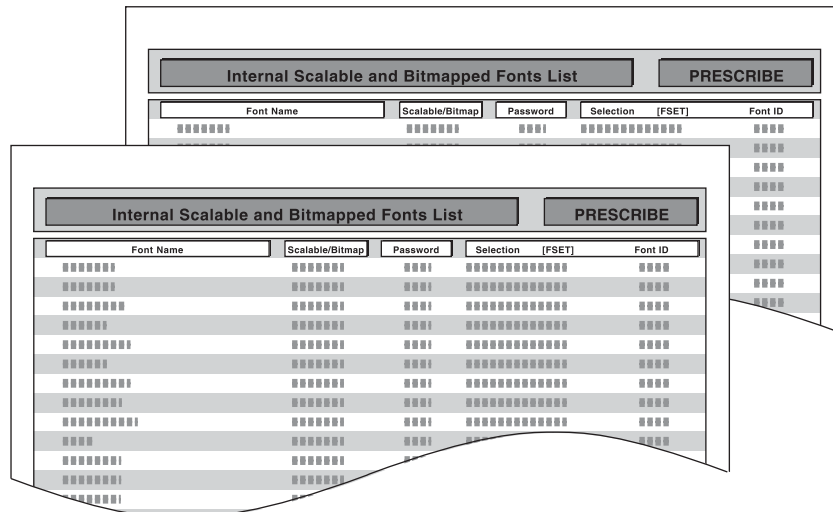 Internal Scalable and Bitmapped Fonts List PRESCRIBE
Font Name Scalable/Bitmap Password Selection [FSET] Font ID
Internal Scalable and Bitmapped Fonts List PRESCRIBE
Font Name Scalable/Bitmap Password Selection [FSET] Font ID